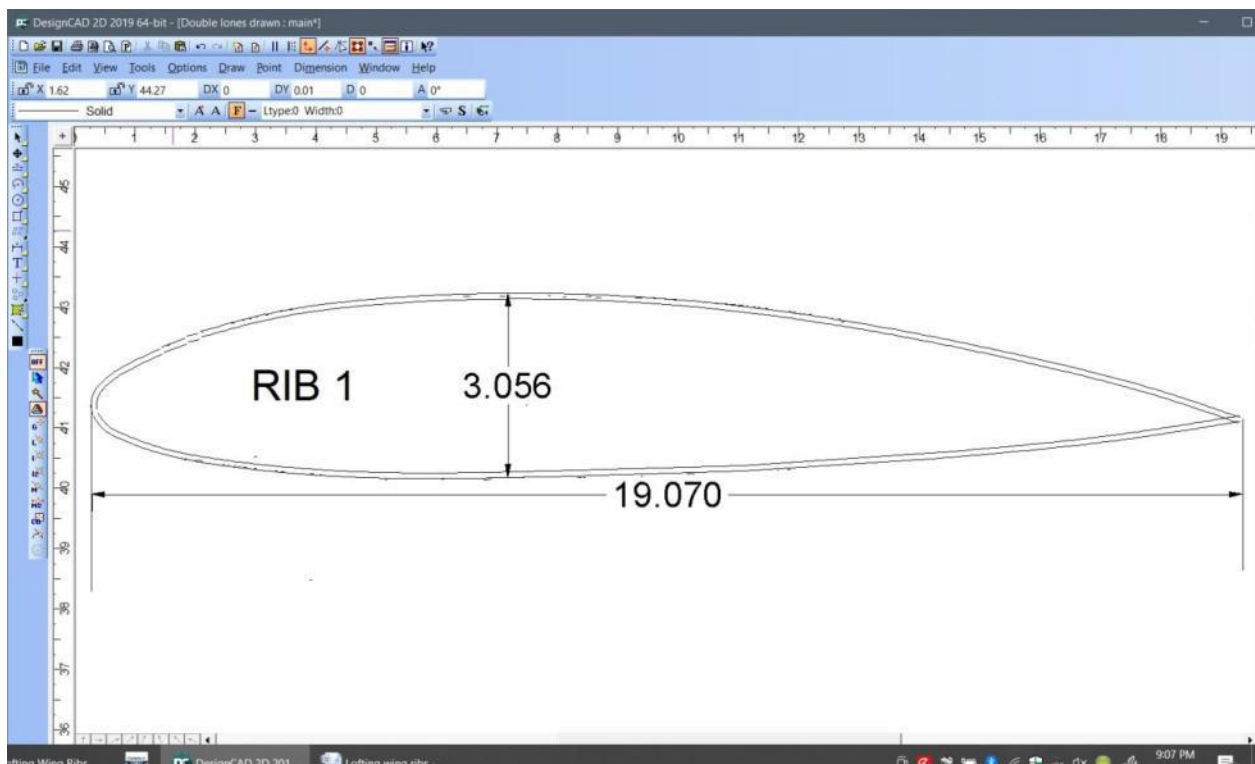 DesignCAD 2D 2019 64-bit - [Double lones drawn : main*]
File Edit View Tools Options Draw Point Dimension Window Help
X 1.62 Y 44.27 DX 0 DY 0.01 D 0 A 0°
Solid A A F Ltype:0 Width:0 S
1 2 3 4 5 6 7 8 9 10 11 12 13 14 15 16 17 18 19
45
44
43
42
41
40
39
38
37
36
OFF
RIB 1
3.056
19.070
Lofting Wing Ribs DesignCAD 2D 201... Lofting wing ribs - 9:07 PM